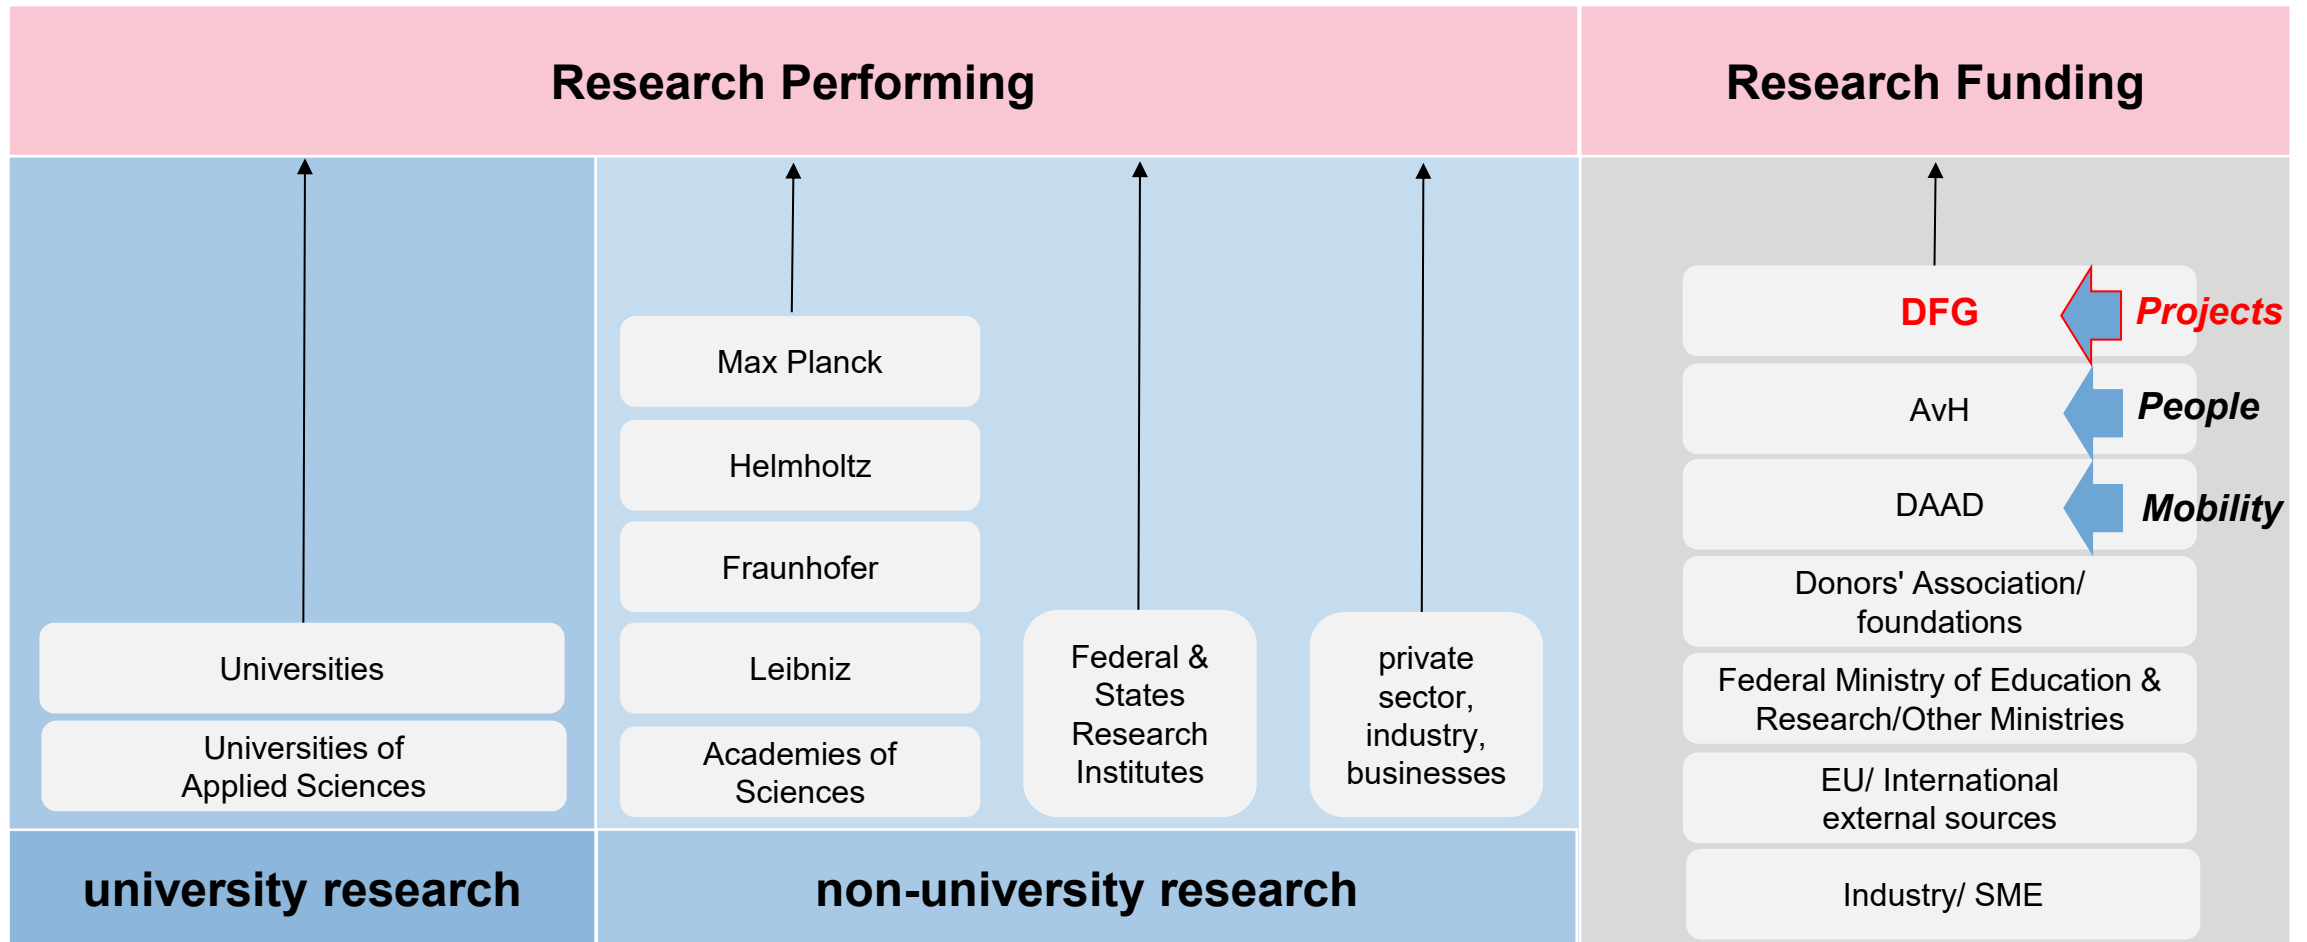 Research Performing
Research Funding
Universities
Universities of
Applied Sciences
university research
Max Planck
Helmholtz
Fraunhofer
Leibniz
Academies of
Sciences
Federal &
States
Research
Institutes
private
sector,
industry,
businesses
non-university research
DFG
Projects
AvH
People
DAAD
Mobility
Donors' Association/
foundations
Federal Ministry of Education &
Research/Other Ministries
EU/ International
external sources
Industry/ SME